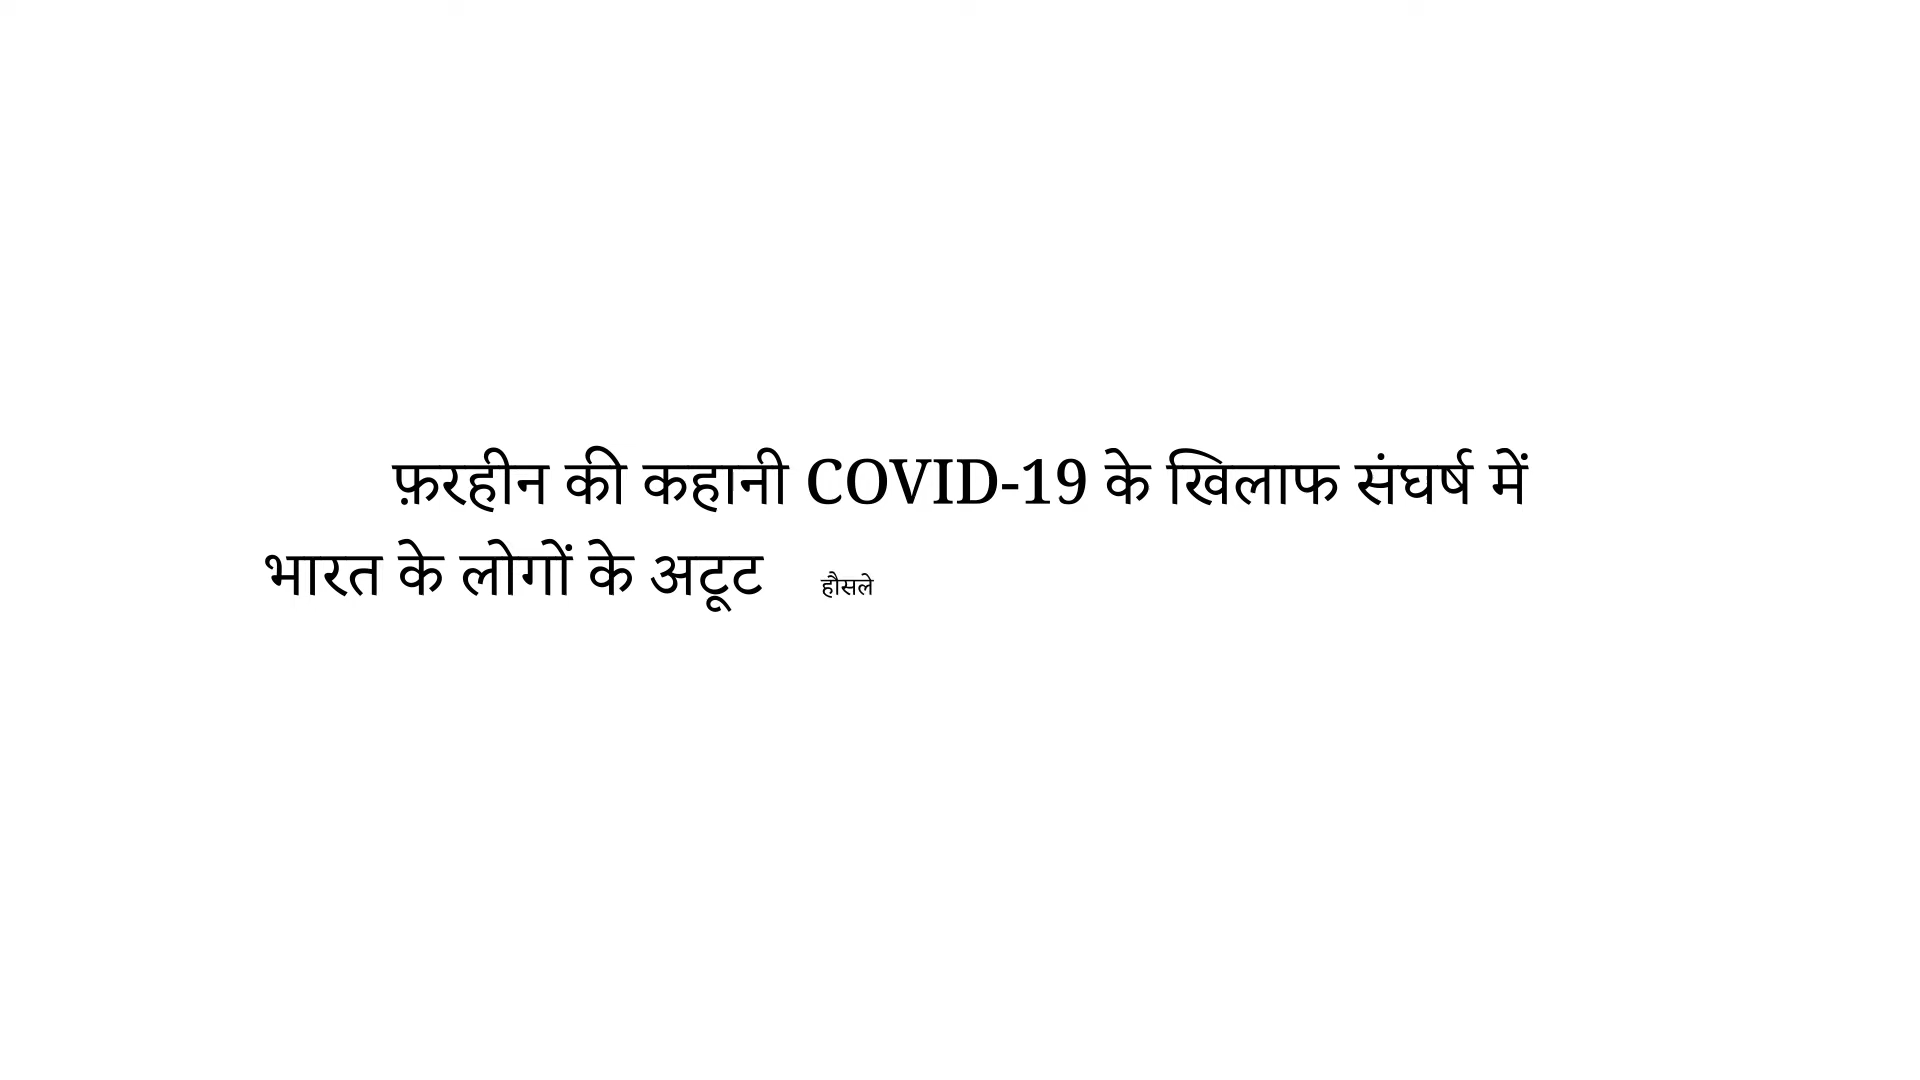 फ़रहीन की कहानी COVID-19 के खिलाफ संघर्ष में
भारत के लोगों के अटूट हौसले